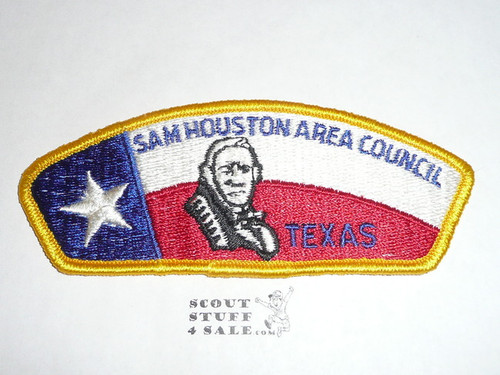 SAM HOUSTON AREA COUNCIL
TEXAS
SCOUT
STUFF
4 SALE.COM